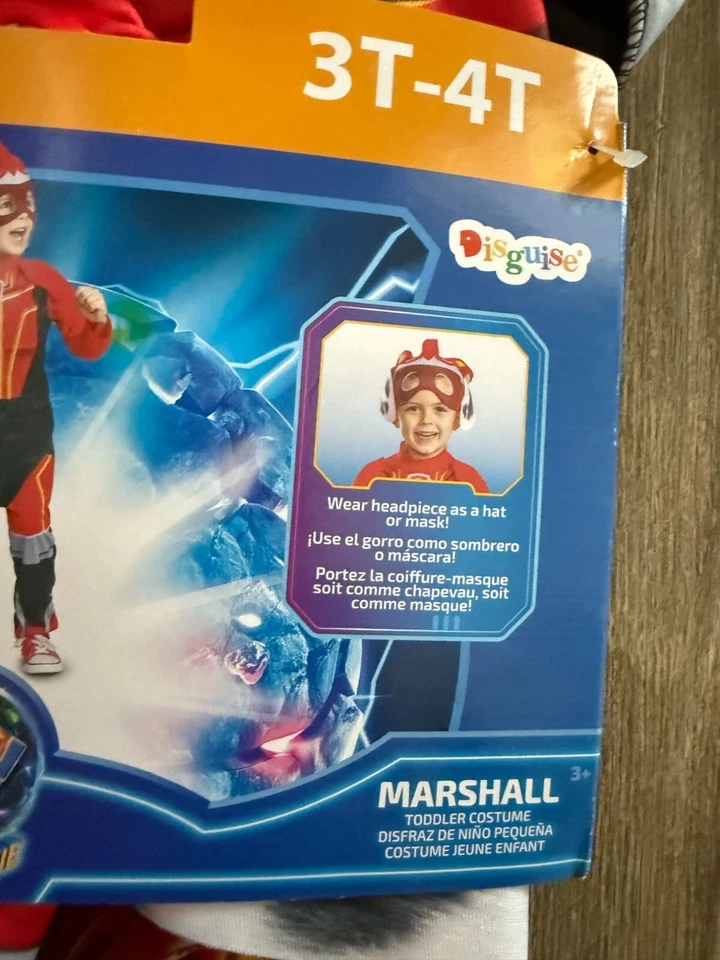 3T-4T
Disguise®
Wear headpiece as a hat
or mask!
¡Use el gorro como sombrero
o máscara!
Portez la coiffure-masque
soit comme chapevau, soit
comme masque!
3+
MARSHALL
TODDLER COSTUME
DISFRAZ DE NIÑO PEQUEÑA
COSTUME JEUNE ENFANT